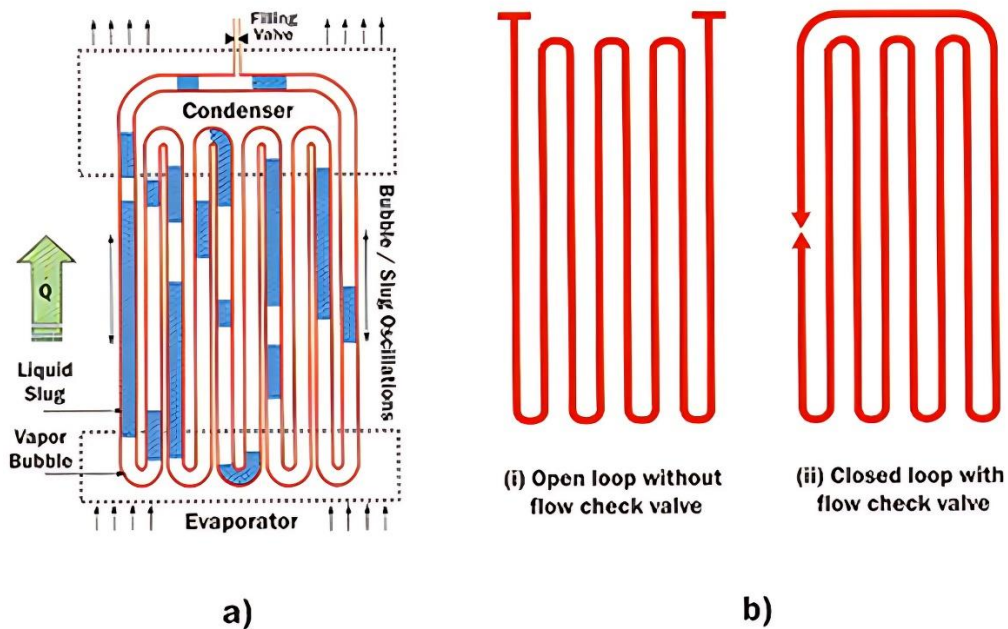 Filling
Valve
Condenser
Bubble / Slug Oscillations
Q
Liquid
Slug
Vapor
Bubble
Evaporator
(i) Open loop without
flow check valve
(ii) Closed loop with
flow check valve
a)
b)